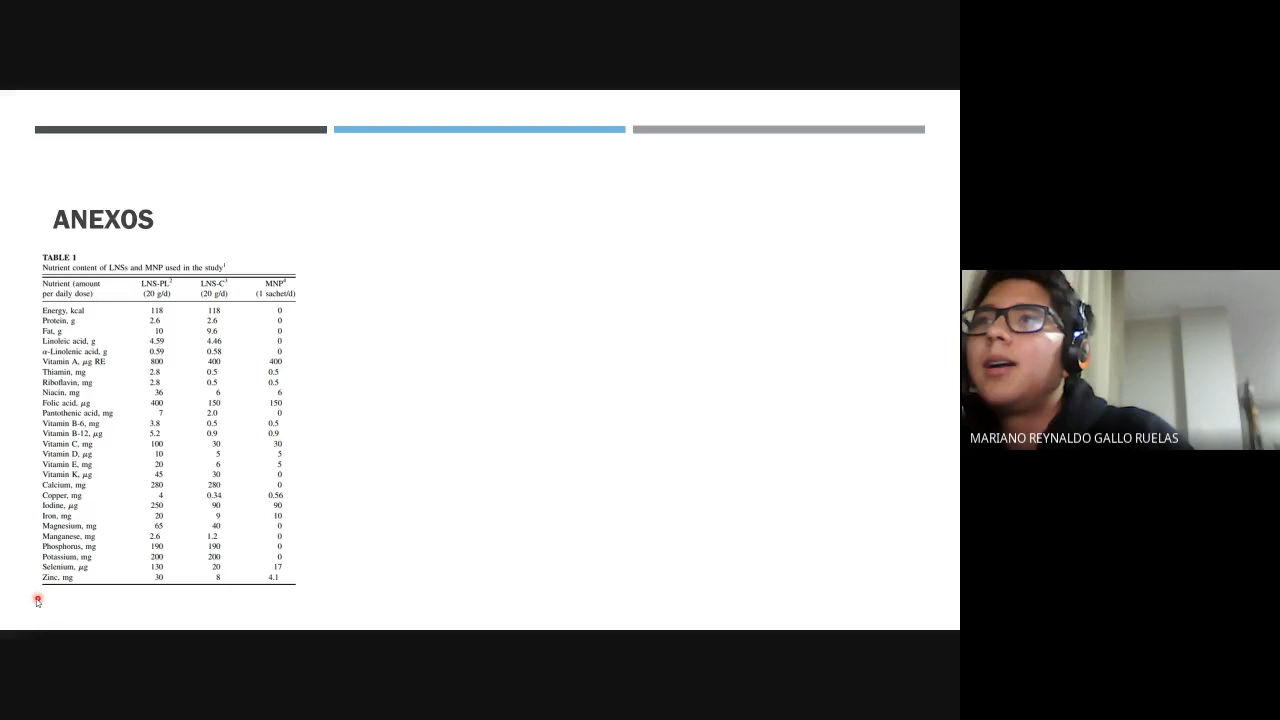 ANEXOS
TABLE 1
Nutrient content of LNSs and MNP used in the study¹
Nutrient (amount per daily dose) LNS-PL² (20 g/d) LNS-C³ (20 g/d) MNP⁴ (1 sachet/d)
Energy, kcal 118 118 0
Protein, g 2.6 2.6 0
Fat, g 10 9.6 0
Linoleic acid, g 4.59 4.46 0
α-Linolenic acid, g 0.59 0.58 0
Vitamin A, μg RE 800 400 400
Thiamin, mg 2.8 0.5 0.5
Riboflavin, mg 2.8 0.5 0.5
Niacin, mg 36 6 6
Folic acid, μg 400 150 150
Pantothenic acid, mg 7 2.0 0
Vitamin B-6, mg 3.8 0.5 0.5
Vitamin B-12, μg 5.2 0.9 0.9
Vitamin C, mg 100 30 30
Vitamin D, μg 10 5 5
Vitamin E, mg 20 6 5
Vitamin K, μg 45 30 0
Calcium, mg 280 280 0
Copper, mg 4 0.34 0.56
Iodine, μg 250 90 90
Iron, mg 20 9 10
Magnesium, mg 65 40 0
Manganese, mg 2.6 1.2 0
Phosphorus, mg 190 190 0
Potassium, mg 200 200 0
Selenium, μg 130 20 17
Zinc, mg 30 8 4.1
MARIANO REYNALDO GALLO RUELAS